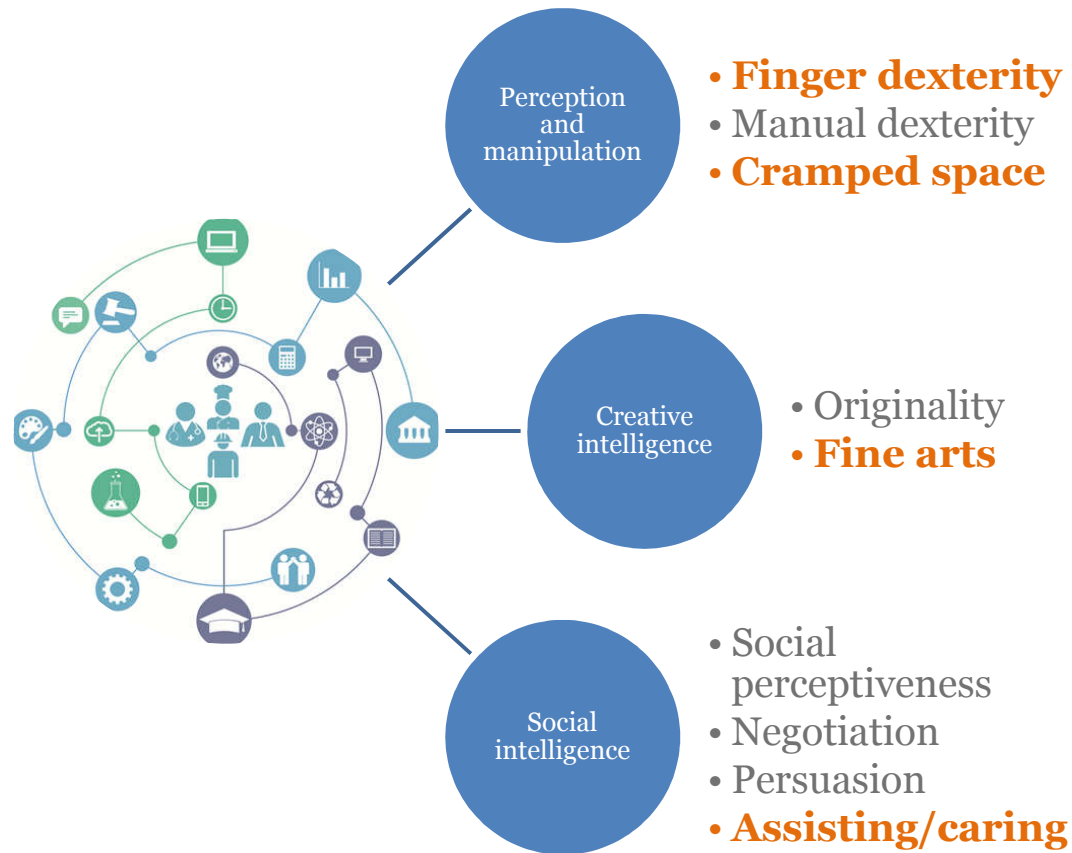 Perception
and
manipulation
• Finger dexterity
• Manual dexterity
• Cramped space
Creative
intelligence
• Originality
• Fine arts
Social
intelligence
• Social
perceptiveness
• Negotiation
• Persuasion
• Assisting/caring